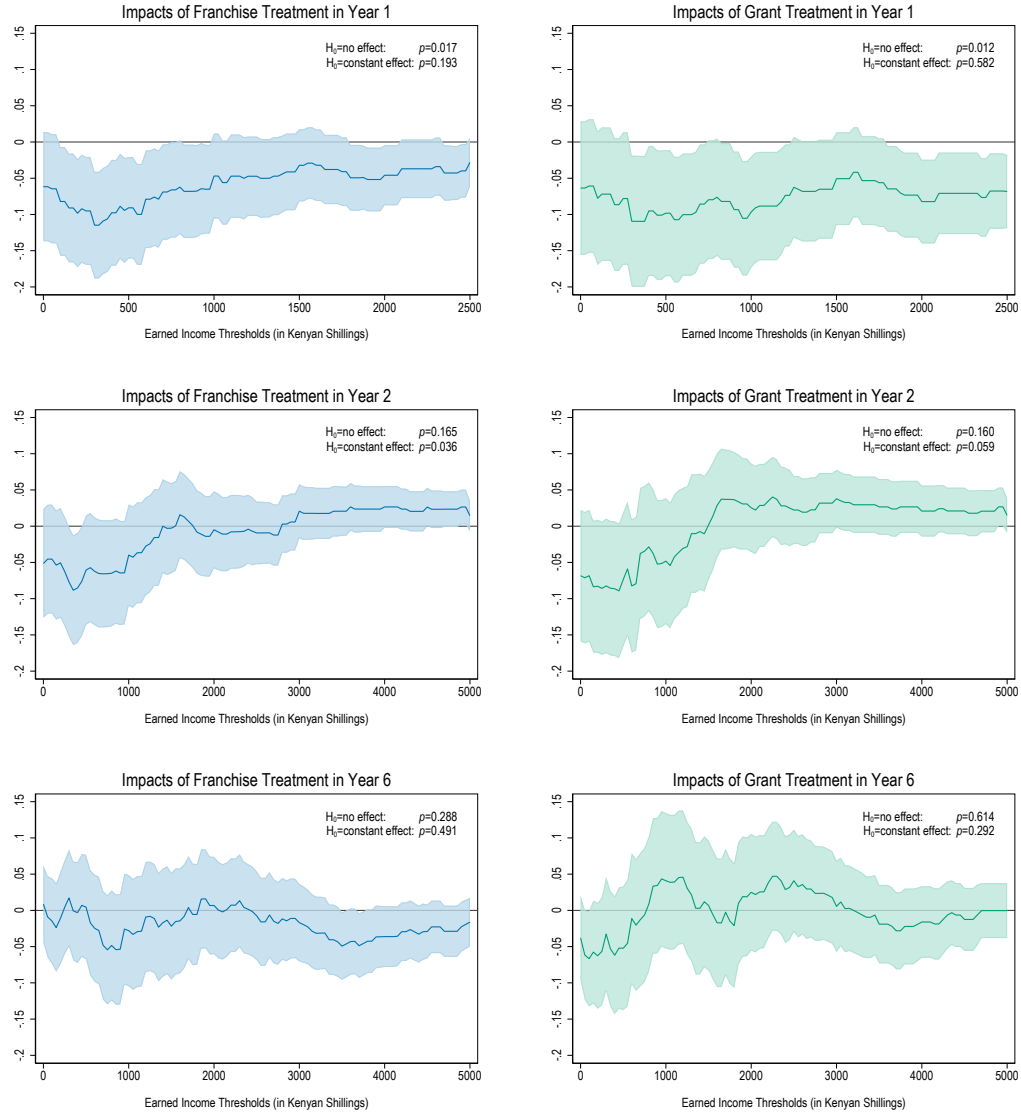 Impacts of Franchise Treatment in Year 1
H₀=no effect: p=0.017
H₀=constant effect: p=0.193
.15
.1
.05
0
-.05
-.1
-.15
-.2
0 500 1000 1500 2000 2500
Earned Income Thresholds (in Kenyan Shillings)
Impacts of Grant Treatment in Year 1
H₀=no effect: p=0.012
H₀=constant effect: p=0.582
.15
.1
.05
0
-.05
-.1
-.15
-.2
0 500 1000 1500 2000 2500
Earned Income Thresholds (in Kenyan Shillings)
Impacts of Franchise Treatment in Year 2
H₀=no effect: p=0.165
H₀=constant effect: p=0.036
.15
.1
.05
0
-.05
-.1
-.15
-.2
0 1000 2000 3000 4000 5000
Earned Income Thresholds (in Kenyan Shillings)
Impacts of Grant Treatment in Year 2
H₀=no effect: p=0.160
H₀=constant effect: p=0.059
.15
.1
.05
0
-.05
-.1
-.15
-.2
0 1000 2000 3000 4000 5000
Earned Income Thresholds (in Kenyan Shillings)
Impacts of Franchise Treatment in Year 6
H₀=no effect: p=0.288
H₀=constant effect: p=0.491
.15
.1
.05
0
-.05
-.1
-.15
-.2
0 1000 2000 3000 4000 5000
Earned Income Thresholds (in Kenyan Shillings)
Impacts of Grant Treatment in Year 6
H₀=no effect: p=0.614
H₀=constant effect: p=0.292
.15
.1
.05
0
-.05
-.1
-.15
-.2
0 1000 2000 3000 4000 5000
Earned Income Thresholds (in Kenyan Shillings)